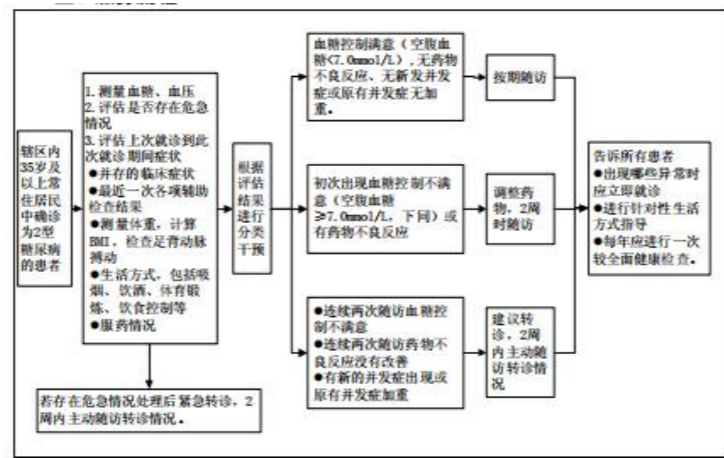 辖区内
35岁及
以上常
住居民
中确诊
为2型
糖尿病
的患者
1.测量血糖、血压
2.评估是否存在危急
情况
3.评估上次就诊到此
次就诊期间症状
●并存的临床症状
●最近一次各项辅助
检查结果
●测量体重，计算
BMI，检查足背动脉
搏动
●生活方式，包括吸
烟、饮酒、体育锻
炼、饮食控制等
●服药情况
若存在危急情况处理后紧急转诊，2
周内主动随访转诊情况。
根据
评估
结果
进行
分类
干预
血糖控制满意（空腹血
糖<7.0mmol/L），无药物
不良反应、无新发并发
症或原有并发症无加
重。
按期随访
初次出现血糖控制不满
意（空腹血糖
≥7.0mmol/L，下同）或
有药物不良反应
调整药
物，2周
时随访
●连续两次随访血糖控
制不满意
●连续两次随访药物不
良反应没有改善
●有新的并发症出现或
原有并发症加重
建议转
诊，2周
内主动随
访转诊
情况
告诉所有患者
●出现哪些异常时
应立即就诊
●进行针对性生活
方式指导
●每年应进行一次
较全面健康检查。